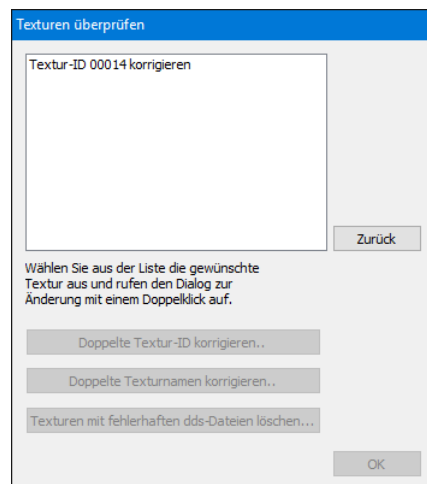 Texturen überprüfen
Textur-ID 00014 korrigieren
Zurück
Wählen Sie aus der Liste die gewünschte
Textur aus und rufen den Dialog zur
Änderung mit einem Doppelklick auf.
Doppelte Textur-ID korrigieren..
Doppelte Texturnamen korrigieren..
Texturen mit fehlerhaften dds-Dateien löschen...
OK